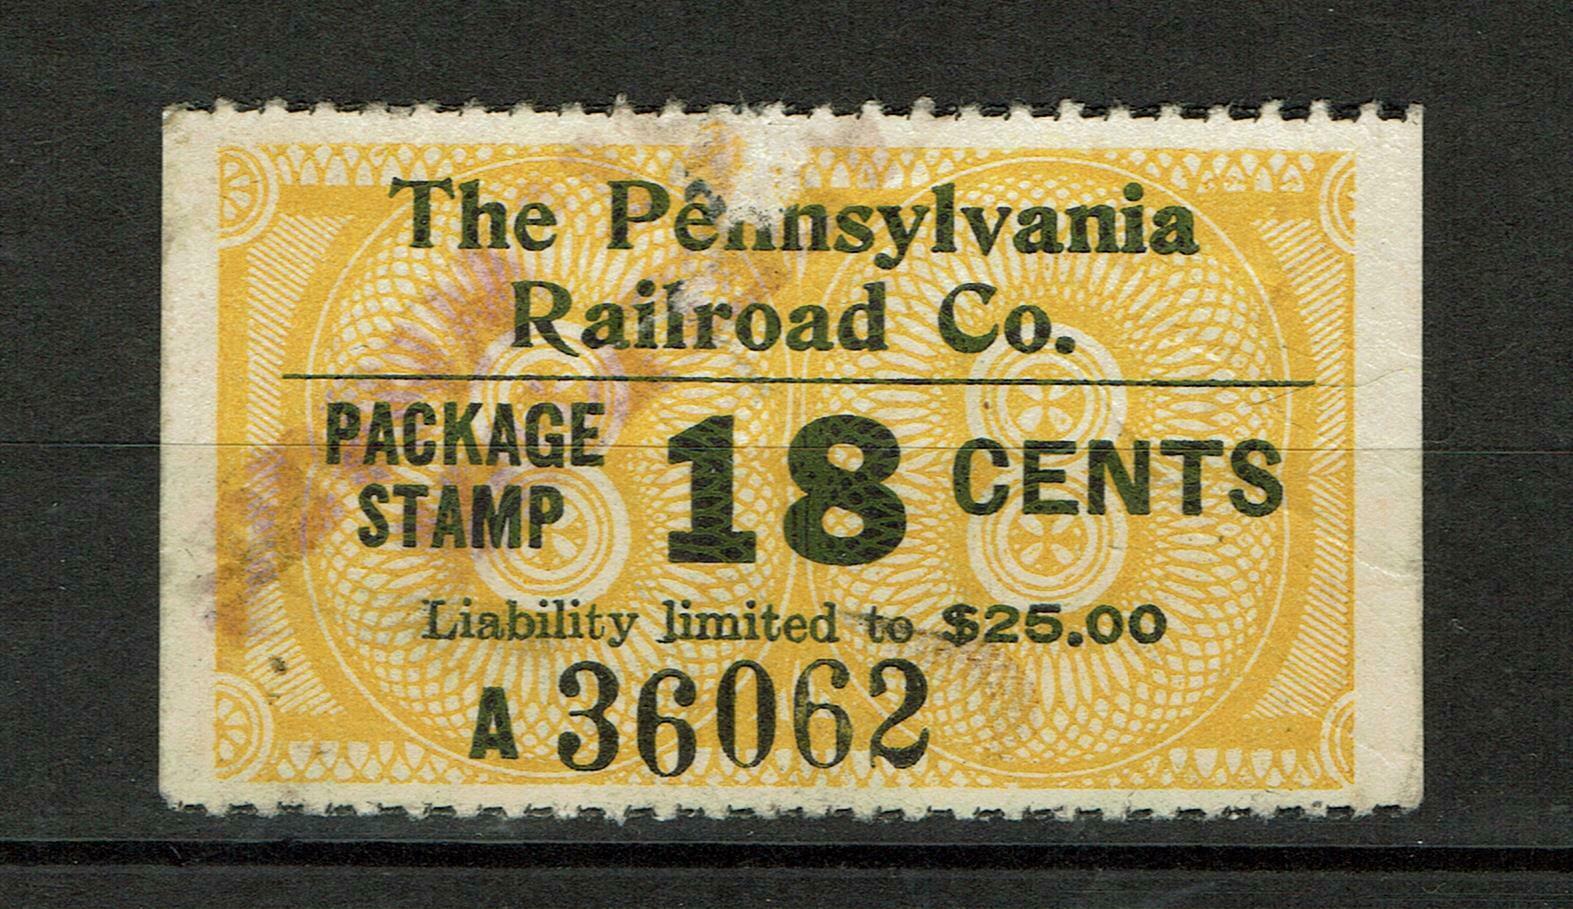 The Pennsylvania
Railroad Co.
PACKAGE
STAMP
18 CENTS
Liability limited to $25.00
A 36062